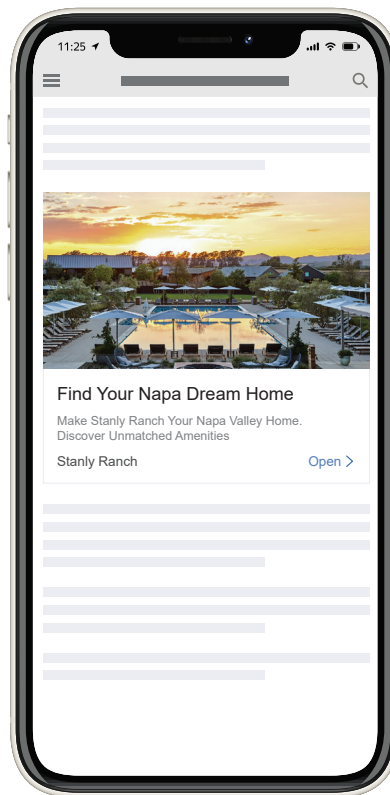 11:25
Find Your Napa Dream Home
Make Stanly Ranch Your Napa Valley Home.
Discover Unmatched Amenities
Stanly Ranch
Open